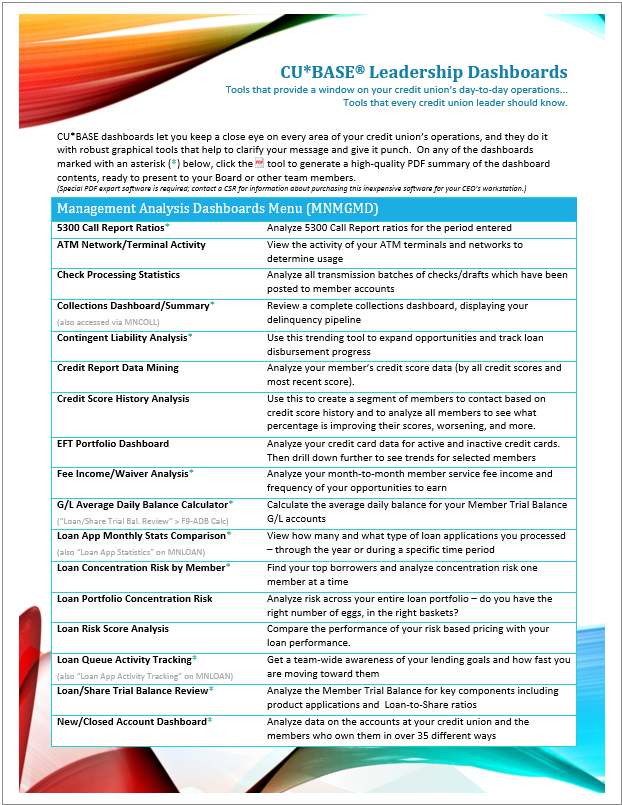 CU*BASE® Leadership Dashboards
Tools that provide a window on your credit union's day-to-day operations...
Tools that every credit union leader should know.
CU*BASE dashboards let you keep a close eye on every area of your credit union's operations, and they do it
with robust graphical tools that help to clarify your message and give it punch. On any of the dashboards
marked with an asterisk (*) below, click the tool to generate a high-quality PDF summary of the dashboard
contents, ready to present to your Board or other team members.
(Special PDF export software is required; contact a CSR for information about purchasing this inexpensive software for your CEO's workstation.)
Management Analysis Dashboards Menu (MNMGMD)
5300 Call Report Ratios*
Analyze 5300 Call Report ratios for the period entered
ATM Network/Terminal Activity
View the activity of your ATM terminals and networks to
determine usage
Check Processing Statistics
Analyze all transmission batches of checks/drafts which have been
posted to member accounts
Collections Dashboard/Summary*
(also accessed via MNCOLL)
Review a complete collections dashboard, displaying your
delinquency pipeline
Contingent Liability Analysis*
Use this trending tool to expand opportunities and track loan
disbursement progress
Credit Report Data Mining
Analyze your member's credit score data (by all credit scores and
most recent score).
Credit Score History Analysis
Use this to create a segment of members to contact based on
credit score history and to analyze all members to see what
percentage is improving their scores, worsening, and more.
EFT Portfolio Dashboard
Analyze your credit card data for active and inactive credit cards.
Then drill down further to see trends for selected members
Fee Income/Waiver Analysis*
Analyze your month-to-month member service fee income and
frequency of your opportunities to earn
G/L Average Daily Balance Calculator*
("Loan/Share Trial Bal. Review" > F9-ADB Calc)
Calculate the average daily balance for your Member Trial Balance
G/L accounts
Loan App Monthly Stats Comparison*
(also "Loan App Statistics" on MNLOAN)
View how many and what type of loan applications you processed
– through the year or during a specific time period
Loan Concentration Risk by Member*
Find your top borrowers and analyze concentration risk one
member at a time
Loan Portfolio Concentration Risk
Analyze risk across your entire loan portfolio – do you have the
right number of eggs, in the right baskets?
Loan Risk Score Analysis
Compare the performance of your risk based pricing with your
loan performance.
Loan Queue Activity Tracking*
(also "Loan App Activity Tracking" on MNLOAN)
Get a team-wide awareness of your lending goals and how fast you
are moving toward them
Loan/Share Trial Balance Review*
Analyze the Member Trial Balance for key components including
product applications and Loan-to-Share ratios
New/Closed Account Dashboard*
Analyze data on the accounts at your credit union and the
members who own them in over 35 different ways